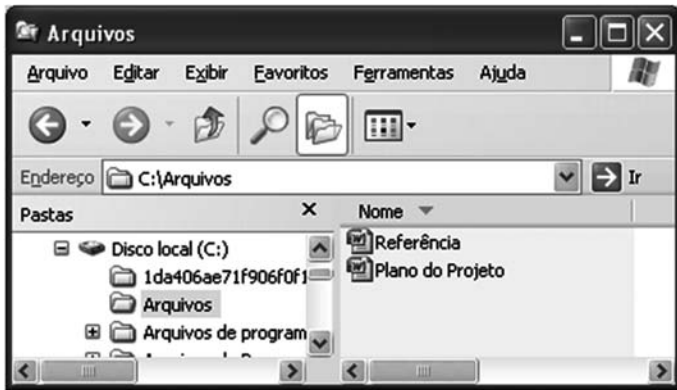 Arquivos
Arquivo Editar Exibir Favoritos Ferramentas Ajuda
Endereço C:\Arquivos Ir
Pastas Nome
Disco local (C:) Referência
1da406ae71f906f0f1 Plano do Projeto
Arquivos
Arquivos de program